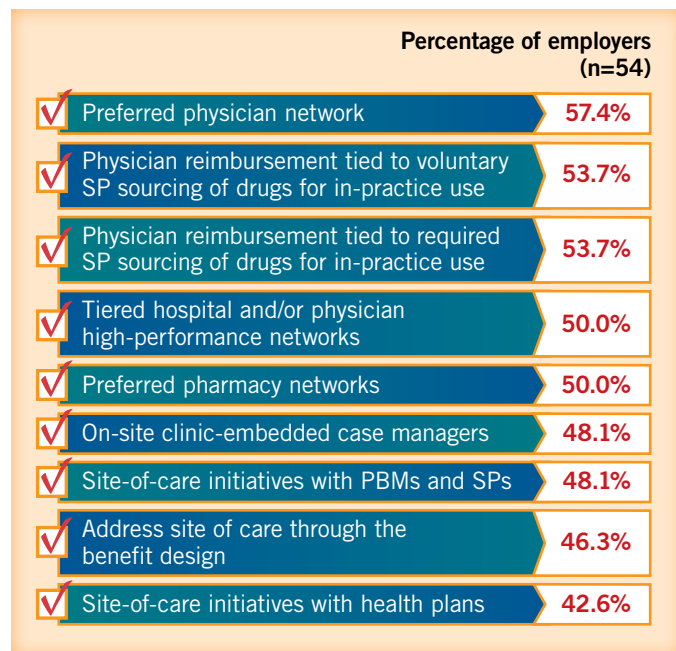 Percentage of employers
(n=54)
Preferred physician network 57.4%
Physician reimbursement tied to voluntary
SP sourcing of drugs for in-practice use 53.7%
Physician reimbursement tied to required
SP sourcing of drugs for in-practice use 53.7%
Tiered hospital and/or physician
high-performance networks 50.0%
Preferred pharmacy networks 50.0%
On-site clinic-embedded case managers 48.1%
Site-of-care initiatives with PBMs and SPs 48.1%
Address site of care through the
benefit design 46.3%
Site-of-care initiatives with health plans 42.6%